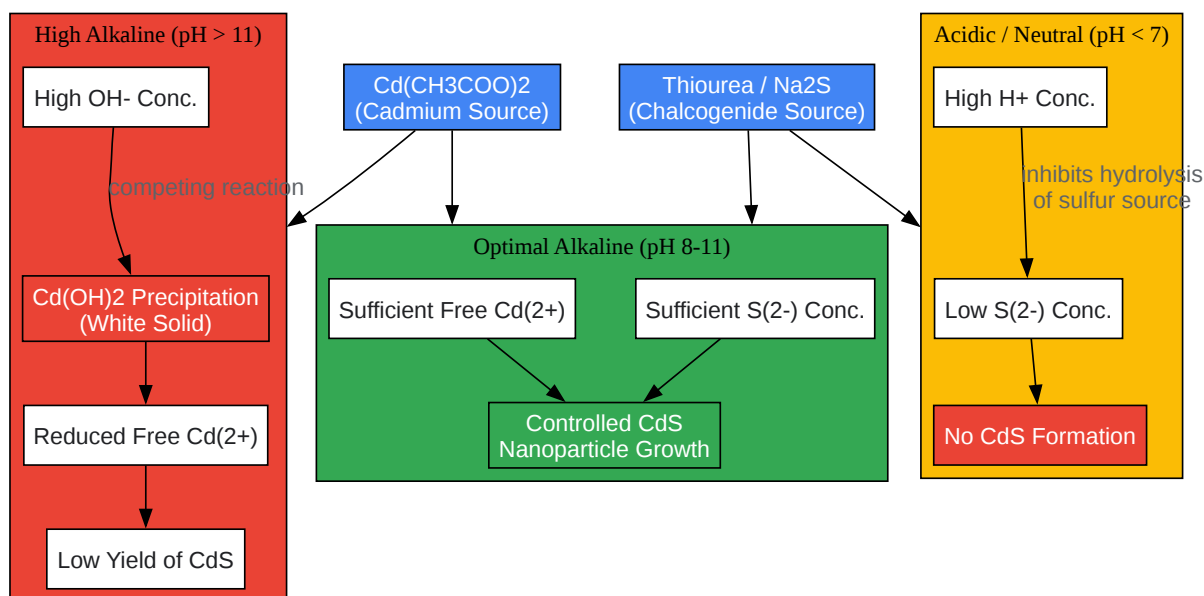 High Alkaline (pH > 11)
High OH- Conc.
competing reaction
Cd(OH)2 Precipitation
(White Solid)
Reduced Free Cd(2+)
Low Yield of CdS
Cd(CH3COO)2
(Cadmium Source)
Thiourea / Na2S
(Chalcogenide Source)
Optimal Alkaline (pH 8-11)
Sufficient Free Cd(2+)
Sufficient S(2-) Conc.
Controlled CdS
Nanoparticle Growth
Acidic / Neutral (pH < 7)
High H+ Conc.
inhibits hydrolysis
of sulfur source
Low S(2-) Conc.
No CdS Formation